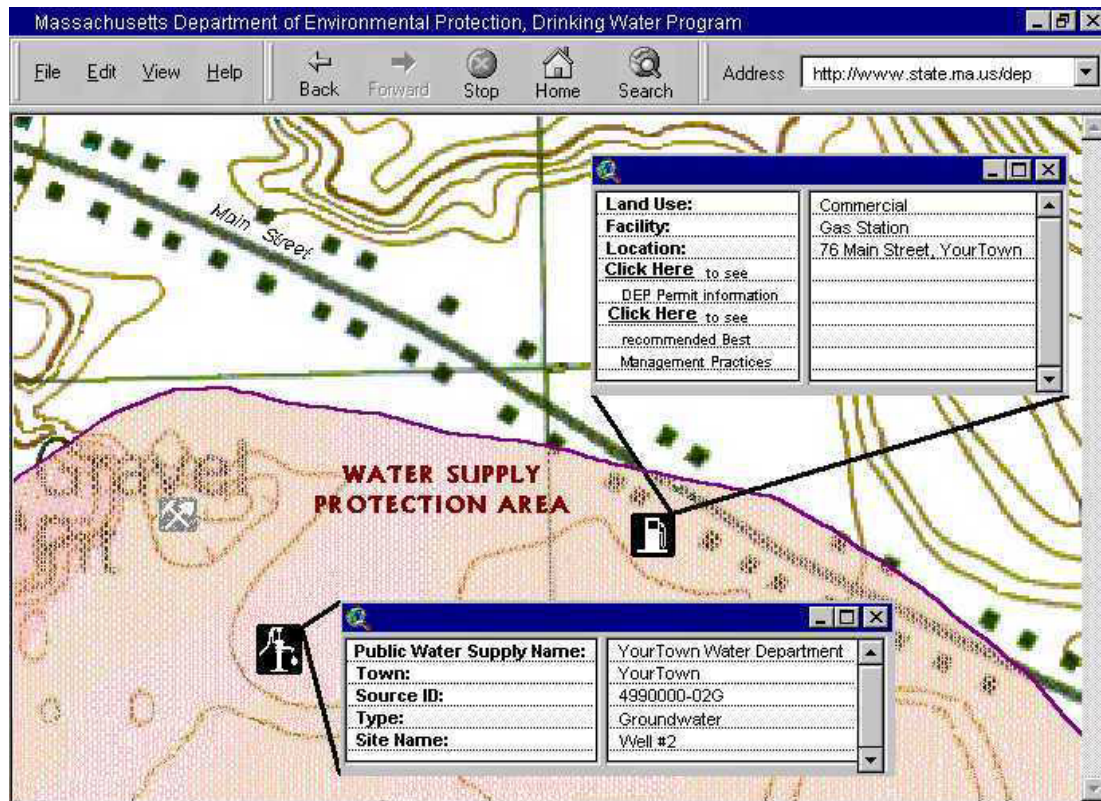 Massachusetts Department of Environmental Protection, Drinking Water Program
File Edit View Help Back Forward Stop Home Search Address http://www.state.ma.us/dep
Main Street
Land Use: Commercial
Facility: Gas Station
Location: 76 Main Street, YourTown
Click Here to see
DEP Permit information
Click Here to see
recommended Best
Management Practices
Gravel
Pit
WATER SUPPLY
PROTECTION AREA
Public Water Supply Name: YourTown Water Department
Town: YourTown
Source ID: 4990000-02G
Type: Groundwater
Site Name: Well #2